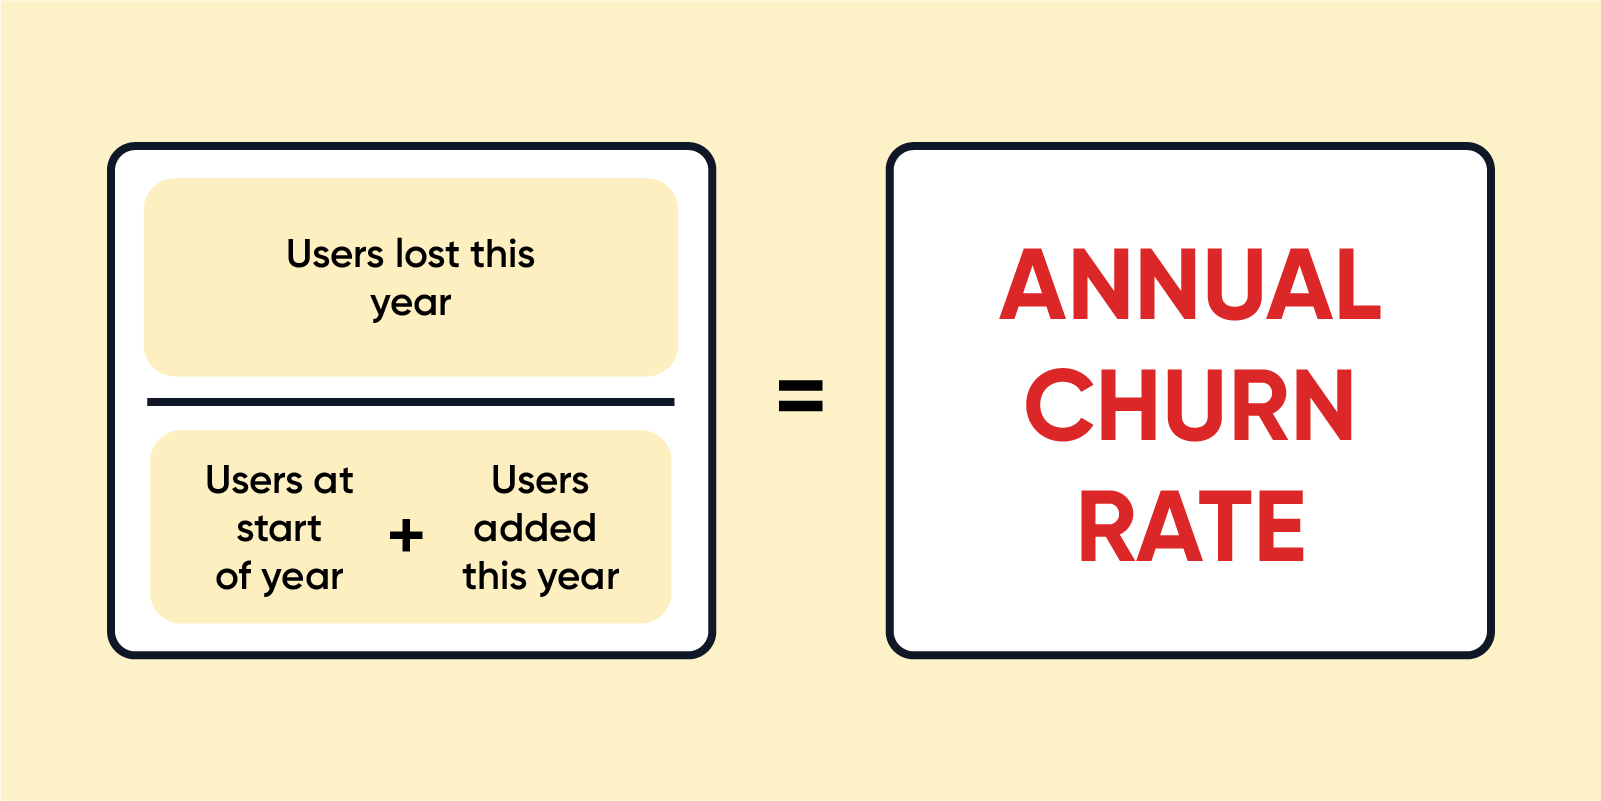 Users lost this
year
Users at
start
of year
+
Users
added
this year
=
ANNUAL
CHURN
RATE